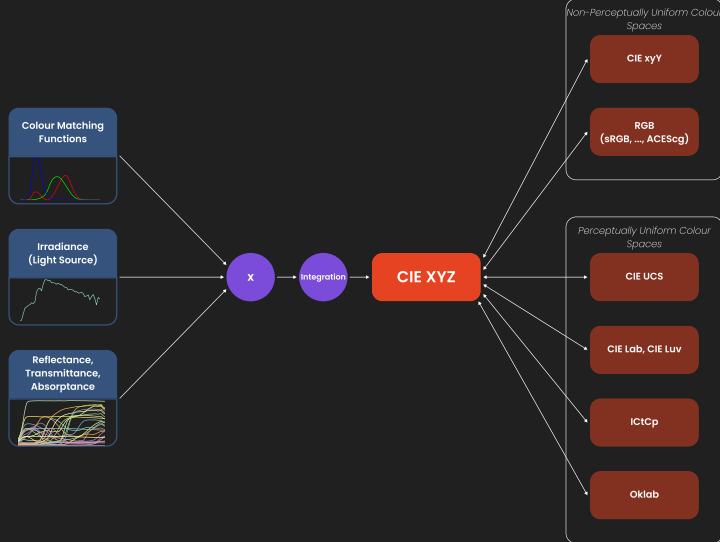 Non-Perceptually Uniform Colour
Spaces
CIE xyY
RGB
(sRGB, ..., ACEScg)
Colour Matching
Functions
Irradiance
(Light Source)
Reflectance,
Transmittance,
Absorptance
x
Integration
CIE XYZ
Perceptually Uniform Colour
Spaces
CIE UCS
CIE Lab, CIE Luv
ICtCp
Oklab